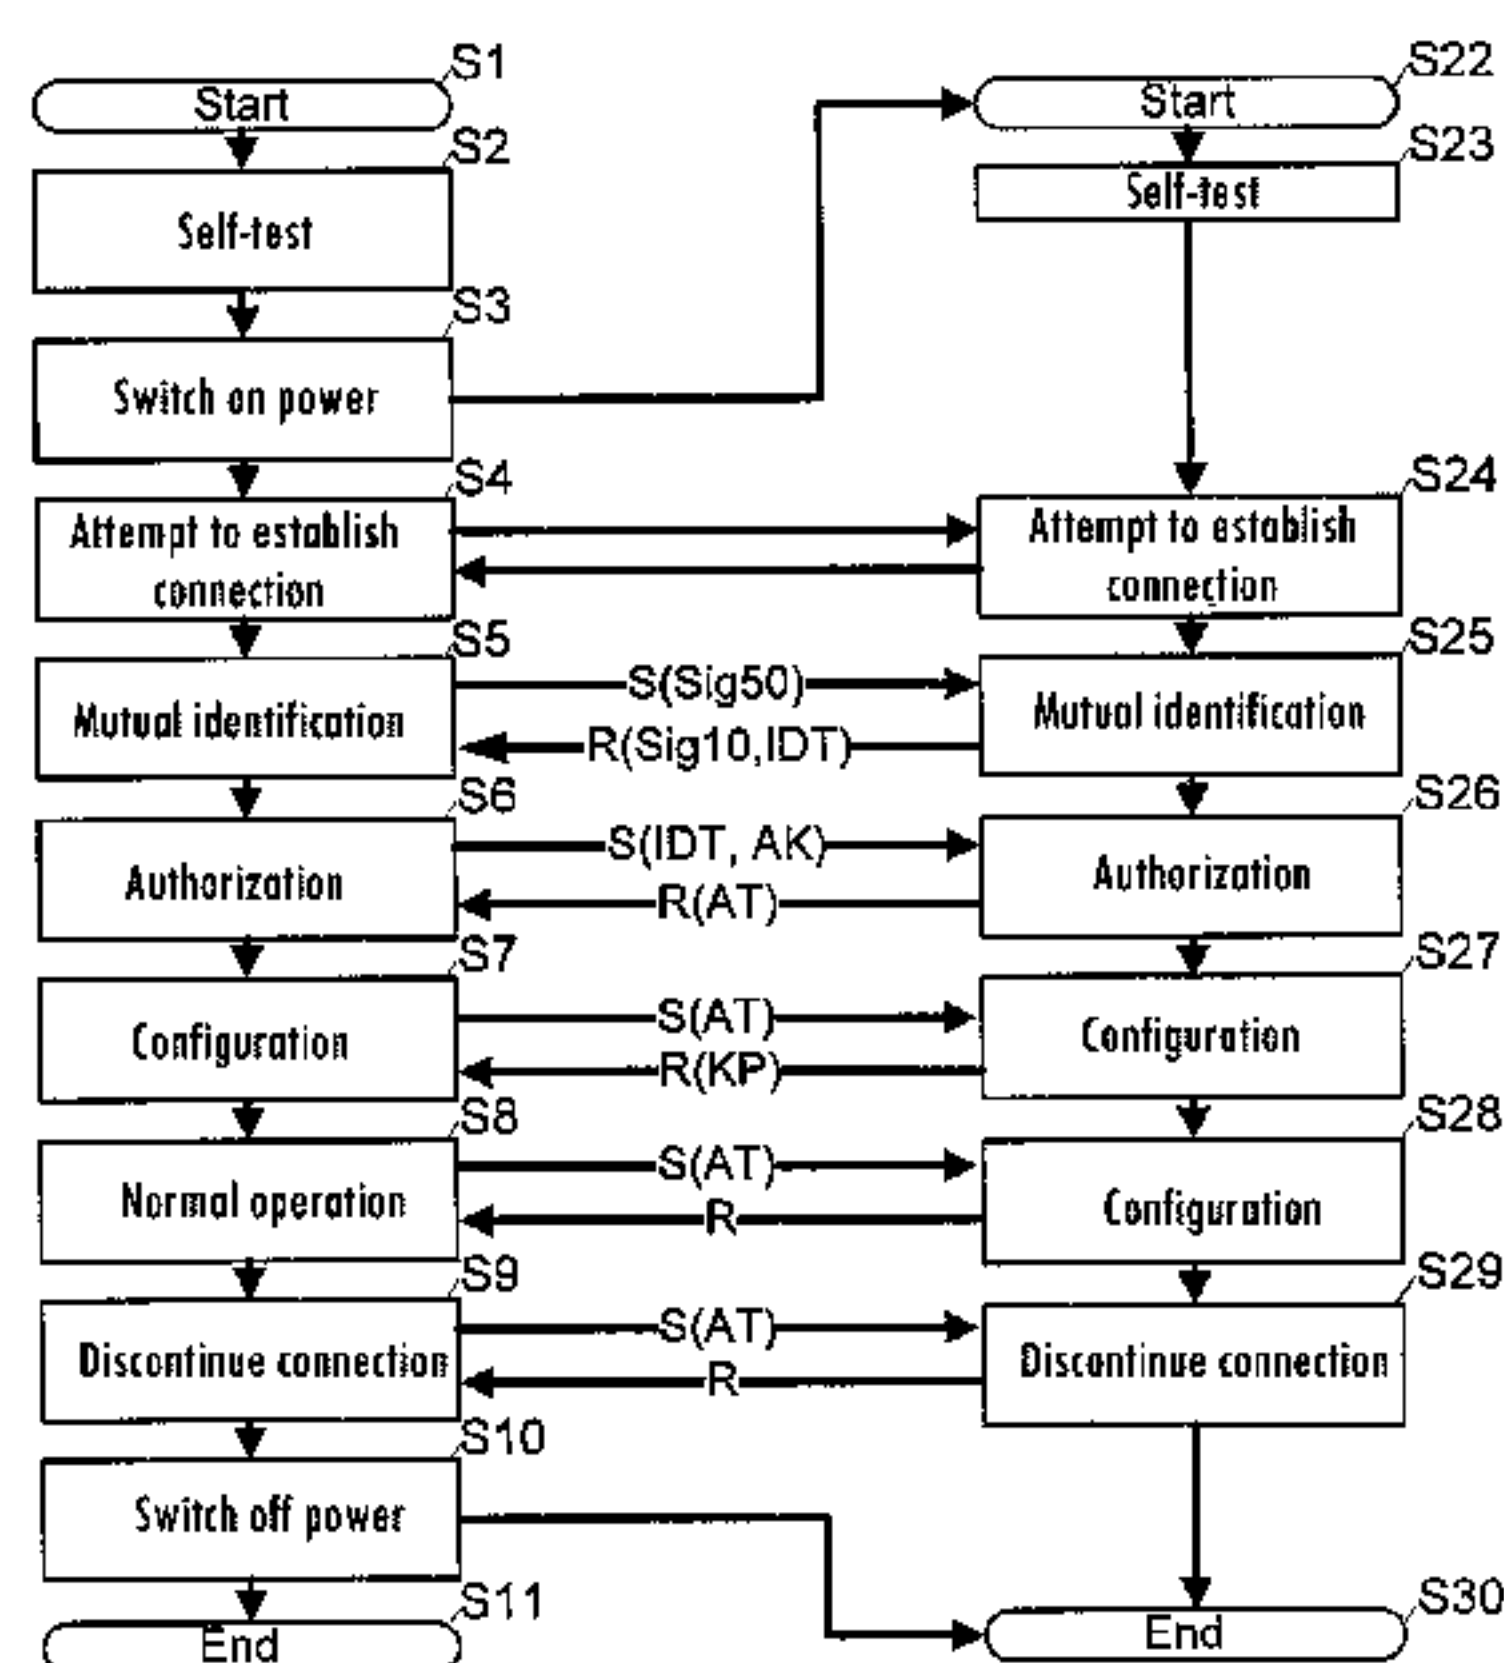 S1
Start
S2
Self-test
S3
Switch on power
S4
Attempt to establish
connection
S5
Mutual identification
S6
Authorization
S7
Configuration
S8
Normal operation
S9
Discontinue connection
S10
Switch off power
S11
End
S(Sig50)
R(Sig10,IDT)
S(IDT, AK)
R(AT)
S(AT)
R(KP)
S(AT)
R
S(AT)
R
S22
Start
S23
Self-test
S24
Attempt to establish
connection
S25
Mutual identification
S26
Authorization
S27
Configuration
S28
Configuration
S29
Discontinue connection
S30
End